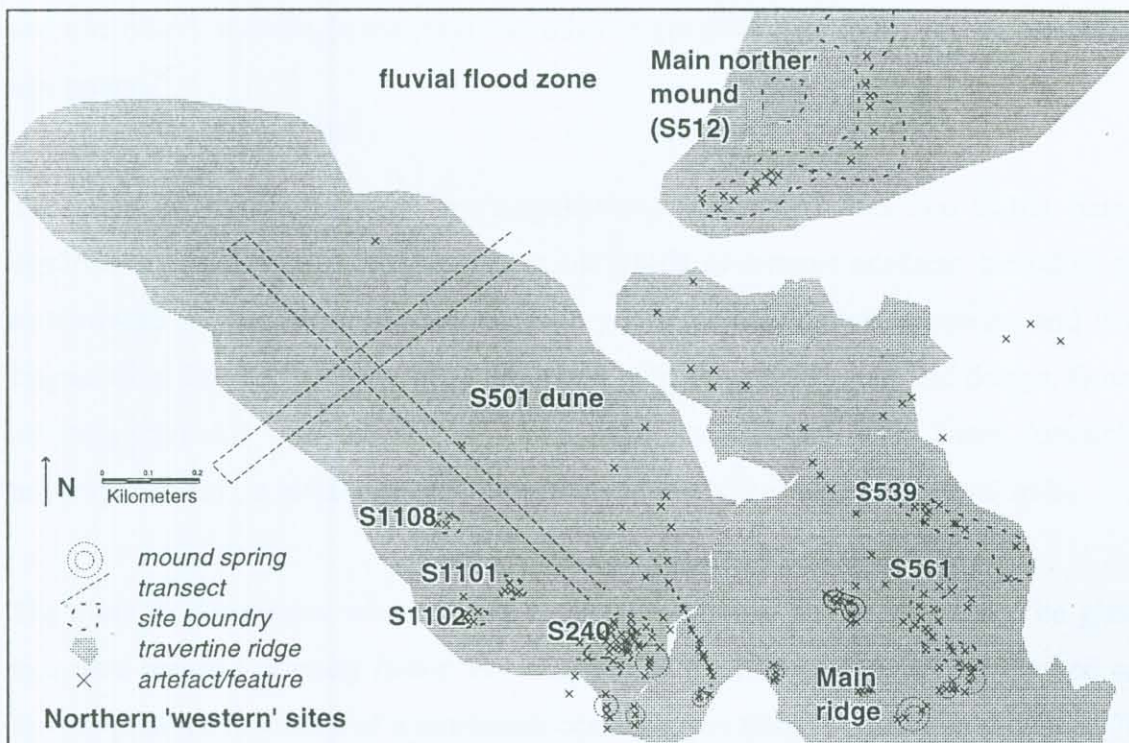 fluvial flood zone
Main norther
mound
(S512)
S501 dune
N
0 0.1 0.2
Kilometers
S539
S1108
S561
S1101
S1102
S240
Main
ridge
mound spring
transect
site boundry
travertine ridge
artefact/feature
Northern 'western' sites